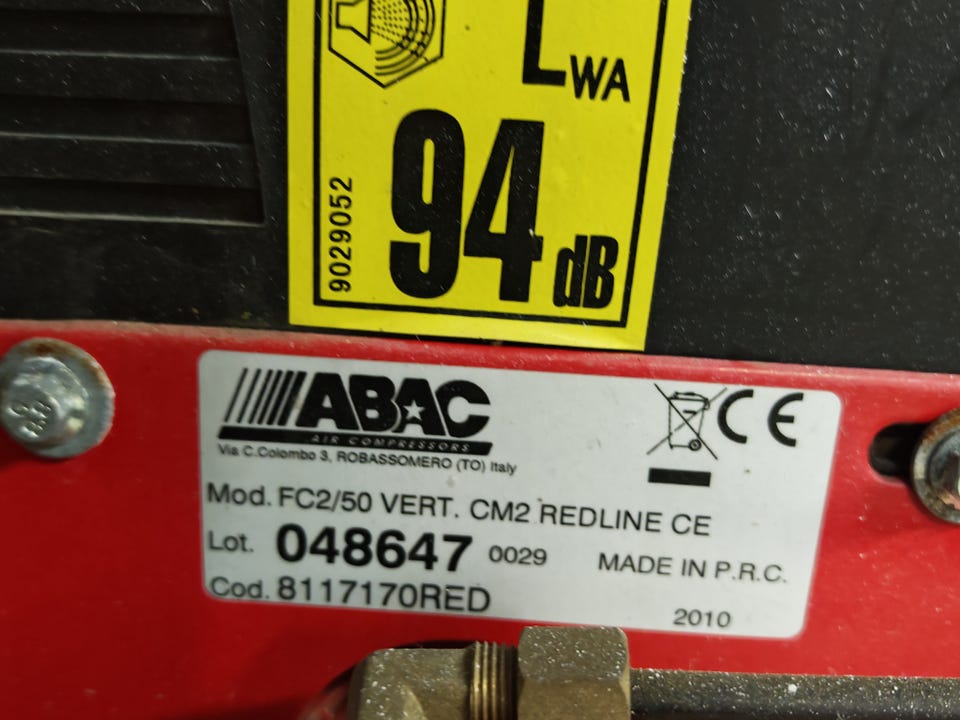 LWA
9029052
94 dB
ABAC
AIR COMPRESSORS
Via C.Colombo 3, ROBASSOMERO (TO) Italy
CE
Mod. FC2/50 VERT. CM2 REDLINE CE
Lot. 048647 0029 MADE IN P.R.C.
Cod. 8117170RED
2010